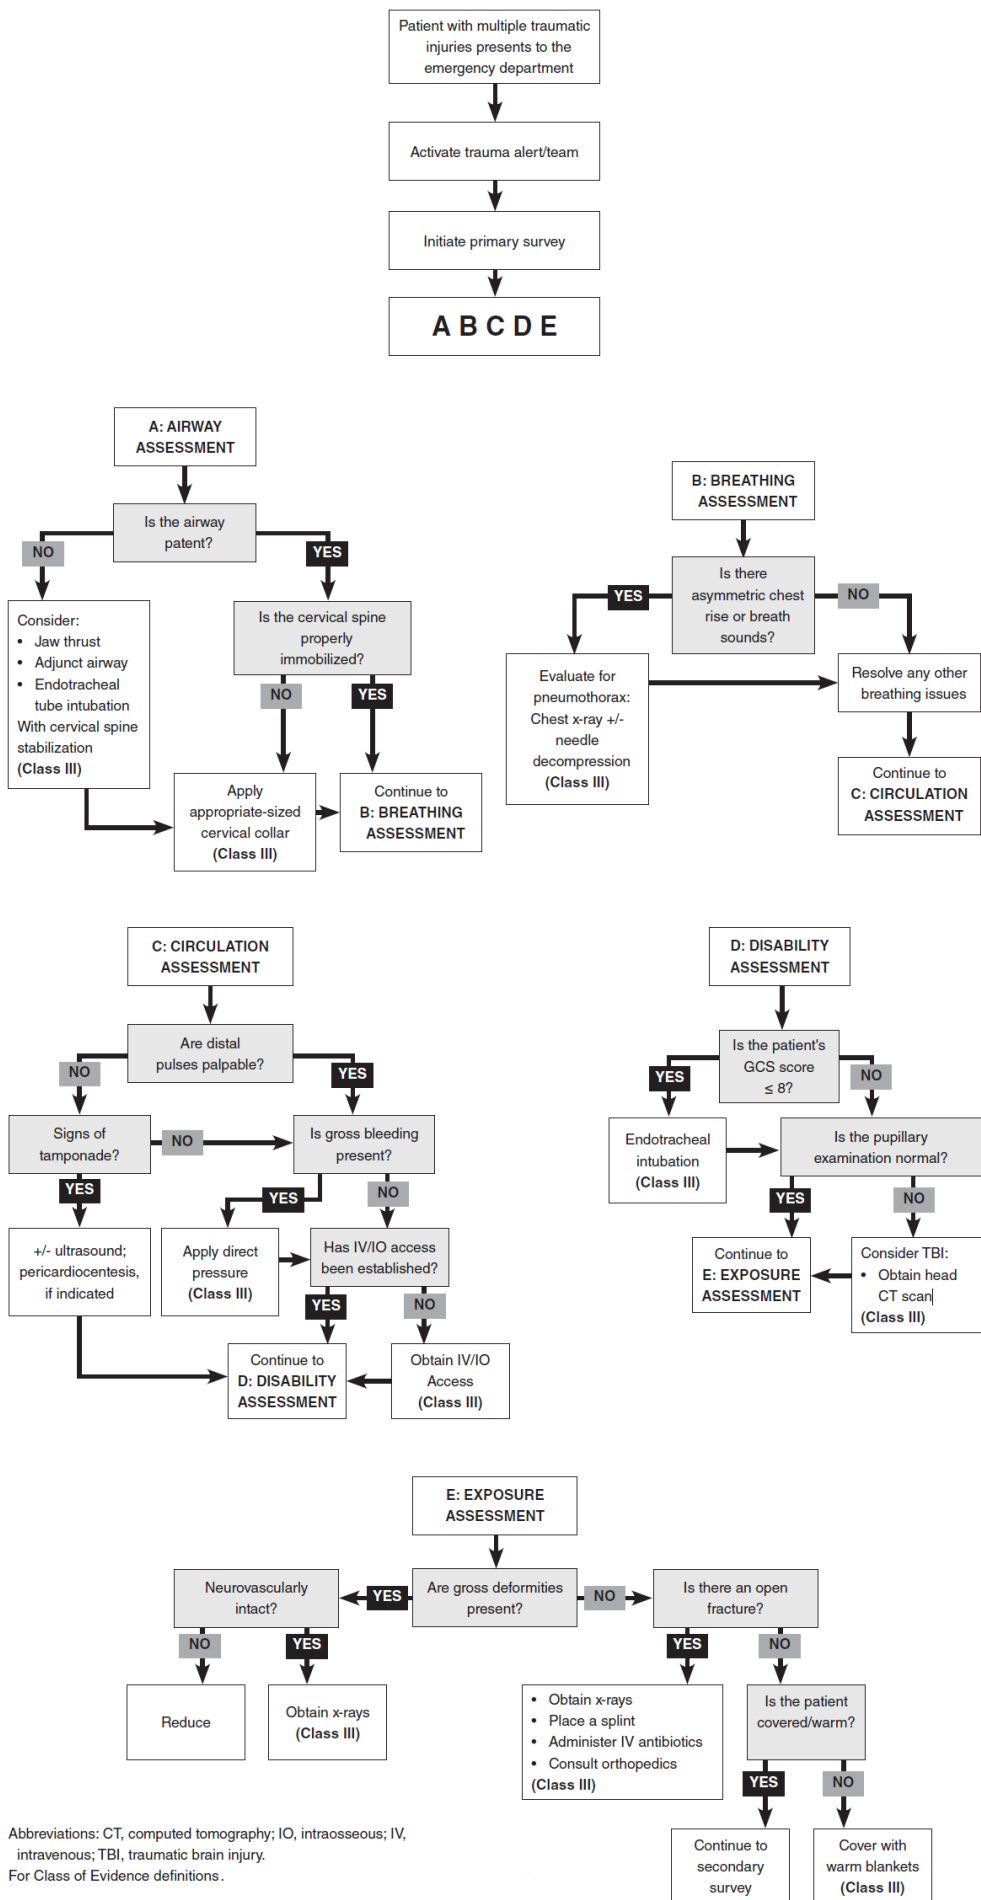 Patient with multiple traumatic
injuries presents to the
emergency department
Activate trauma alert/team
Initiate primary survey
A B C D E
A: AIRWAY
ASSESSMENT
Is the airway
patent?
NO
YES
Consider:
• Jaw thrust
• Adjunct airway
• Endotracheal
tube intubation
With cervical spine
stabilization
(Class III)
Is the cervical spine
properly
immobilized?
NO
YES
Apply
appropriate-sized
cervical collar
(Class III)
Continue to
B: BREATHING
ASSESSMENT
B: BREATHING
ASSESSMENT
Is there
asymmetric chest
rise or breath
sounds?
YES
NO
Evaluate for
pneumothorax:
Chest x-ray +/-
needle
decompression
(Class III)
Resolve any other
breathing issues
Continue to
C: CIRCULATION
ASSESSMENT
C: CIRCULATION
ASSESSMENT
Are distal
pulses palpable?
NO
YES
Signs of
tamponade?
NO
Is gross bleeding
present?
YES
YES
NO
+/- ultrasound;
pericardiocentesis,
if indicated
Apply direct
pressure
(Class III)
Has IV/IO access
been established?
YES
NO
Continue to
D: DISABILITY
ASSESSMENT
Obtain IV/IO
Access
(Class III)
D: DISABILITY
ASSESSMENT
Is the patient's
GCS score
≤ 8?
YES
NO
Endotracheal
intubation
(Class III)
Is the pupillary
examination normal?
YES
NO
Continue to
E: EXPOSURE
ASSESSMENT
Consider TBI:
• Obtain head
CT scan
(Class III)
E: EXPOSURE
ASSESSMENT
Neurovascularly
intact?
YES
Are gross deformities
present?
NO
Is there an open
fracture?
NO
YES
YES
NO
Reduce
Obtain x-rays
(Class III)
• Obtain x-rays
• Place a splint
• Administer IV antibiotics
• Consult orthopedics
(Class III)
Is the patient
covered/warm?
YES
NO
Continue to
secondary
survey
Cover with
warm blankets
(Class III)
Abbreviations: CT, computed tomography; IO, intraosseous; IV,
intravenous; TBI, traumatic brain injury.
For Class of Evidence definitions.